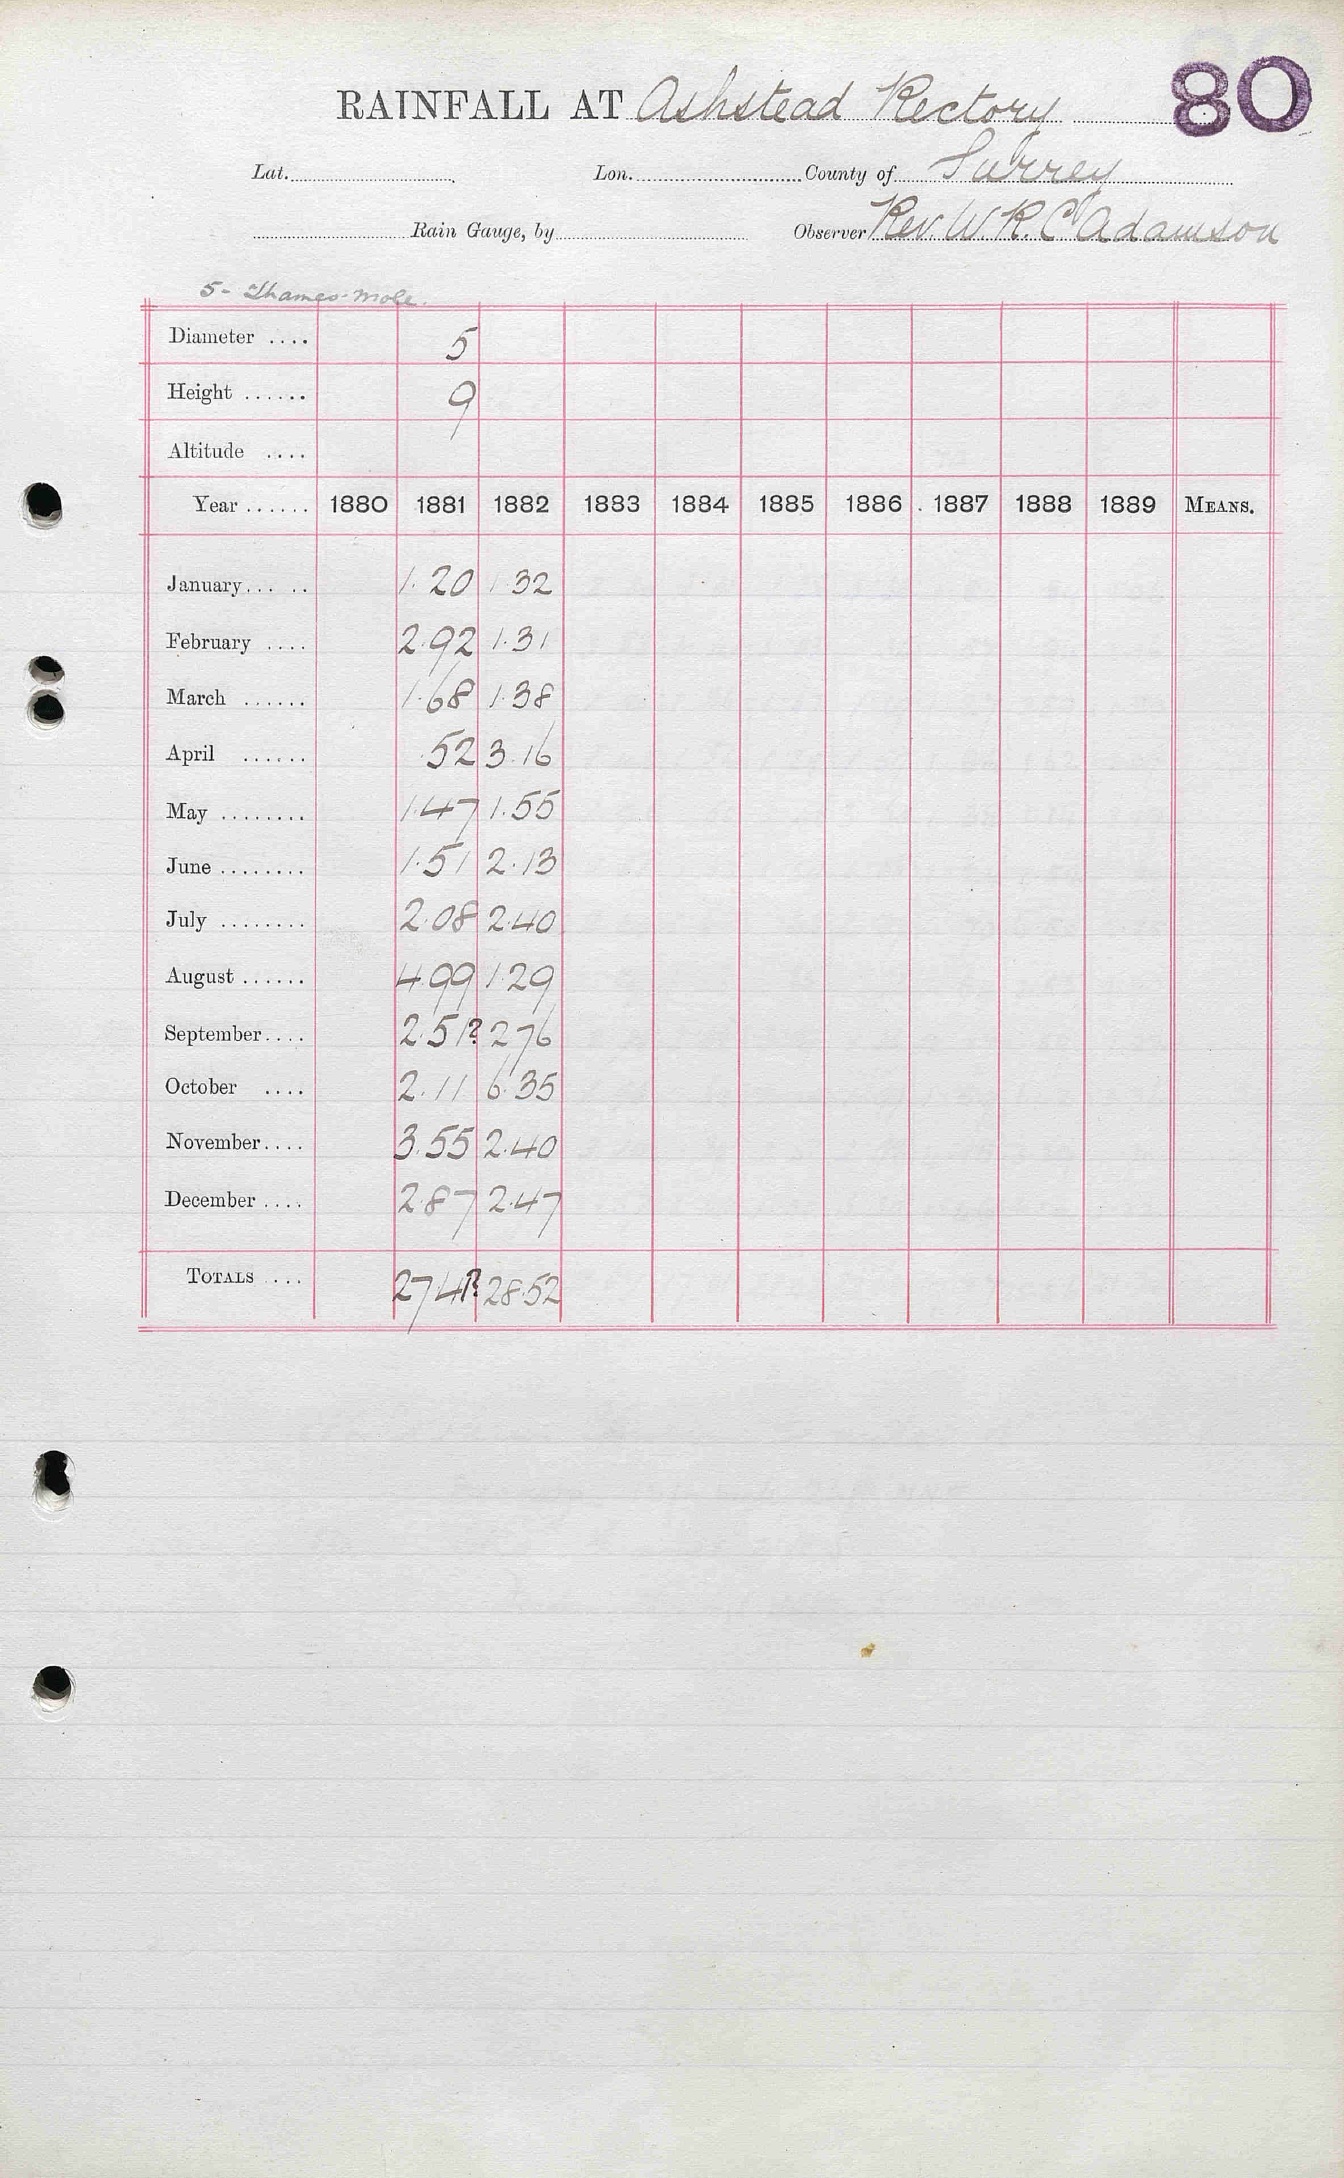 80
RAINFALL AT Ashstead Rectory
Lat. Lon. County of Surrey
Rain Gauge, by Observer Rev. W. R. C. Adamson
5 - Thames-Mole.
Diameter .... 5
Height ...... 9
Altitude ....
Year ...... 1880 1881 1882 1883 1884 1885 1886 1887 1888 1889 MEANS.
January... .. 1.20 1.32
February .... 2.92 1.31
March ...... 1.68 1.38
April ...... .52 3.16
May ........ 1.47 1.55
June ........ 1.51 2.13
July ........ 2.08 2.40
August ...... 4.99 1.29
September.... 2.51? 2.76
October .... 2.11 6.35
November.... 3.55 2.40
December .... 2.87 2.47
TOTALS .... 27.41? 28.52